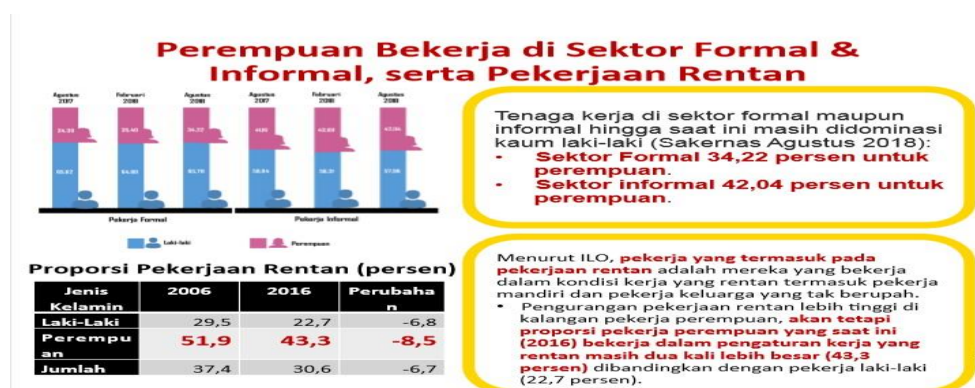 Perempuan Bekerja di Sektor Formal &
Informal, serta Pekerjaan Rentan
Agustus 2017
Februari 2018
Agustus 2018
Agustus 2017
Februari 2018
Agustus 2018
34,22
42,04
65,78
Pekerja Formal
Pekerja Informal
Laki-laki
Perempuan
Tenaga kerja di sektor formal maupun
informal hingga saat ini masih didominasi
kaum laki-laki (Sakernas Agustus 2018):
• Sektor Formal 34,22 persen untuk
perempuan.
• Sektor informal 42,04 persen untuk
perempuan.
Proporsi Pekerjaan Rentan (persen)
Jenis Kelamin 2006 2016 Perubahan
Laki-Laki 29,5 22,7 -6,8
Perempuan 51,9 43,3 -8,5
Jumlah 37,4 30,6 -6,7
Menurut ILO, pekerja yang termasuk pada
pekerjaan rentan adalah mereka yang bekerja
dalam kondisi kerja yang rentan termasuk pekerja
mandiri dan pekerja keluarga yang tak berupah.
• Pengurangan pekerjaan rentan lebih tinggi di
kalangan pekerja perempuan, akan tetapi
proporsi pekerja perempuan yang saat ini
(2016) bekerja dalam pengaturan kerja yang
rentan masih dua kali lebih besar (43,3
persen) dibandingkan dengan pekerja laki-laki
(22,7 persen).